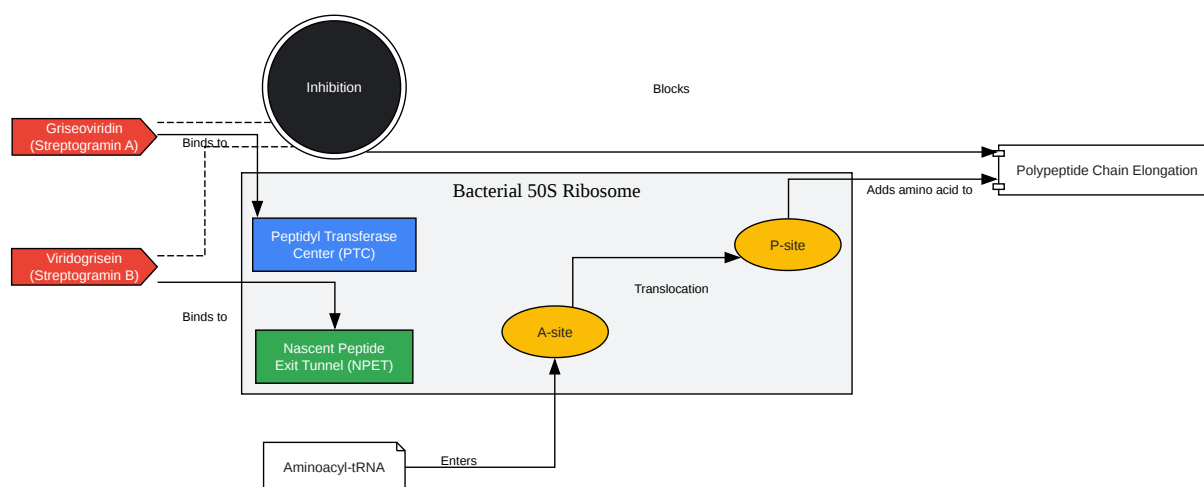 Inhibition
Blocks
Griseoviridin
(Streptogramin A)
Binds to
Polypeptide Chain Elongation
Bacterial 50S Ribosome
Adds amino acid to
Peptidyl Transferase
Center (PTC)
P-site
Viridogrisein
(Streptogramin B)
Translocation
Binds to
A-site
Nascent Peptide
Exit Tunnel (NPET)
Aminoacyl-tRNA
Enters